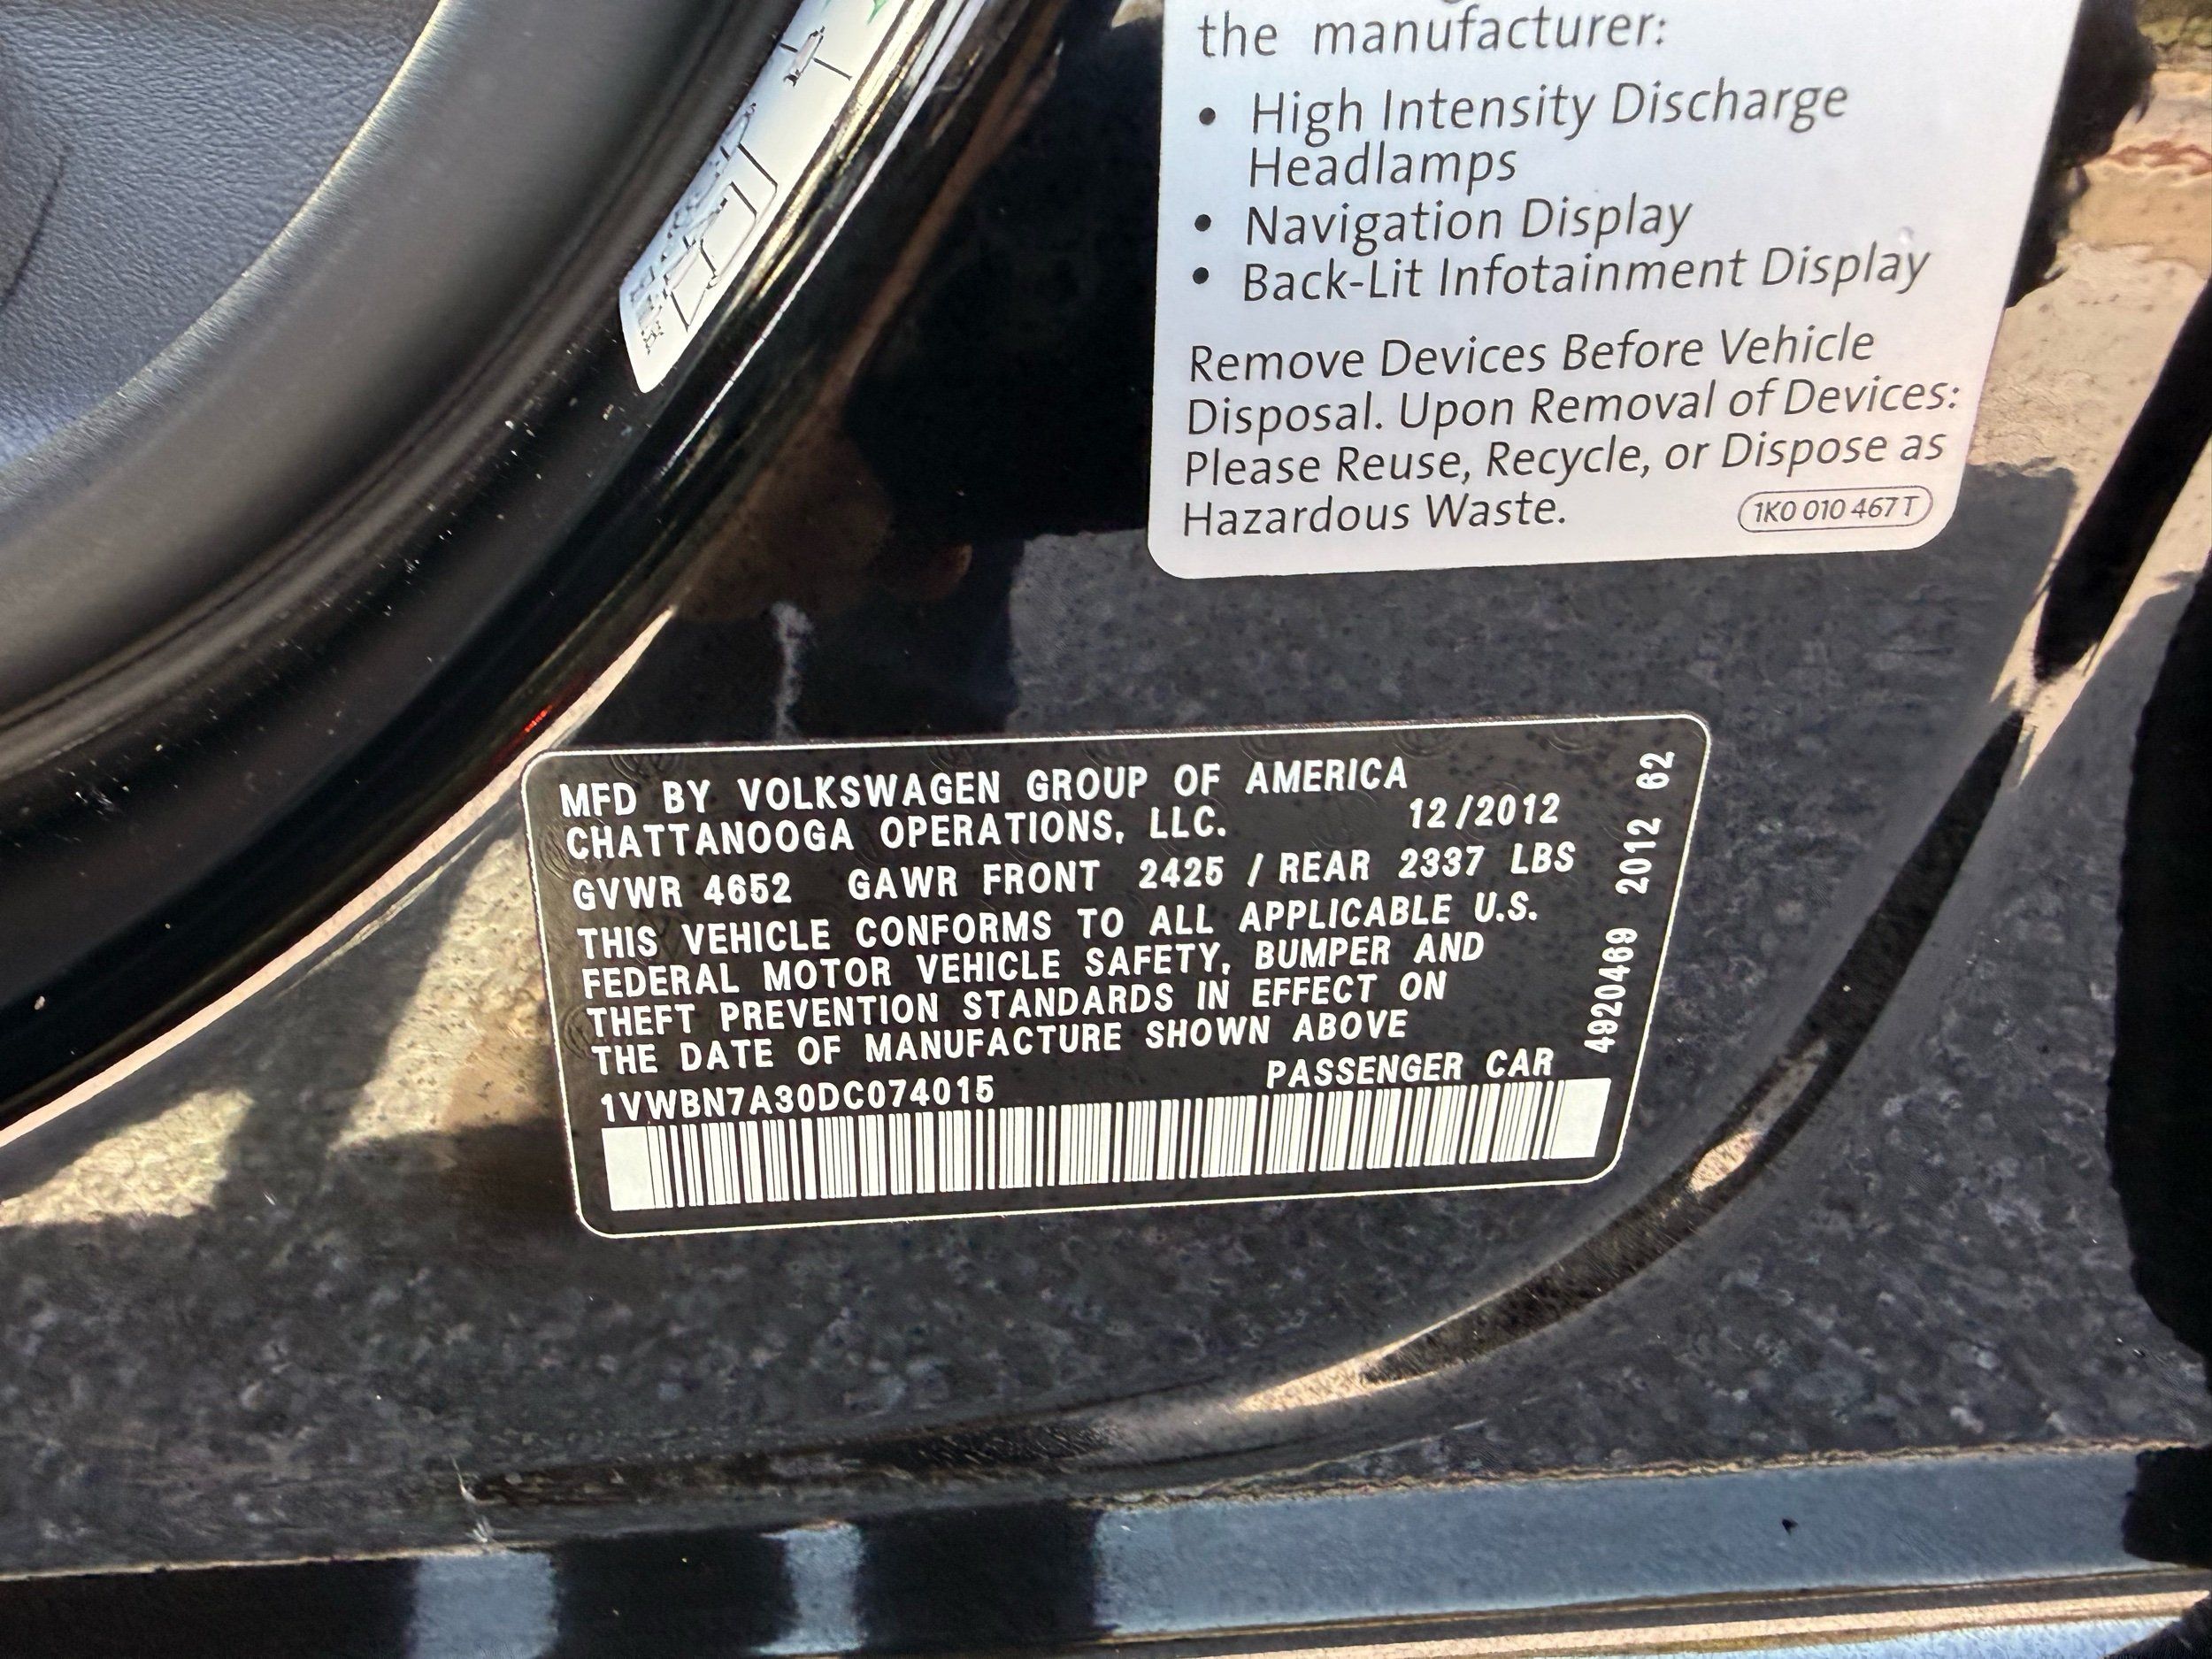 the manufacturer:
• High Intensity Discharge
Headlamps
• Navigation Display
• Back-Lit Infotainment Display
Remove Devices Before Vehicle
Disposal. Upon Removal of Devices:
Please Reuse, Recycle, or Dispose as
Hazardous Waste.
1K0 010 467 T
MFD BY VOLKSWAGEN GROUP OF AMERICA
CHATTANOOGA OPERATIONS, LLC. 12/2012
GVWR 4652 GAWR FRONT 2425 / REAR 2337 LBS
THIS VEHICLE CONFORMS TO ALL APPLICABLE U.S.
FEDERAL MOTOR VEHICLE SAFETY, BUMPER AND
THEFT PREVENTION STANDARDS IN EFFECT ON
THE DATE OF MANUFACTURE SHOWN ABOVE
1VWBN7A30DC074015 PASSENGER CAR
4920469 2012 62